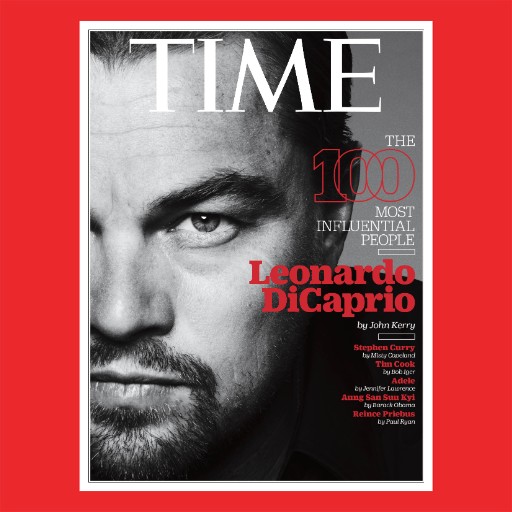 TIME
THE
100
MOST
INFLUENTIAL
PEOPLE
Leonardo
DiCaprio
by John Kerry
Stephen Curry
by Misty Copeland
Tim Cook
by Bob Iger
Adele
by Jennifer Lawrence
Aung San Suu Kyi
by Barack Obama
Reince Priebus
by Paul Ryan